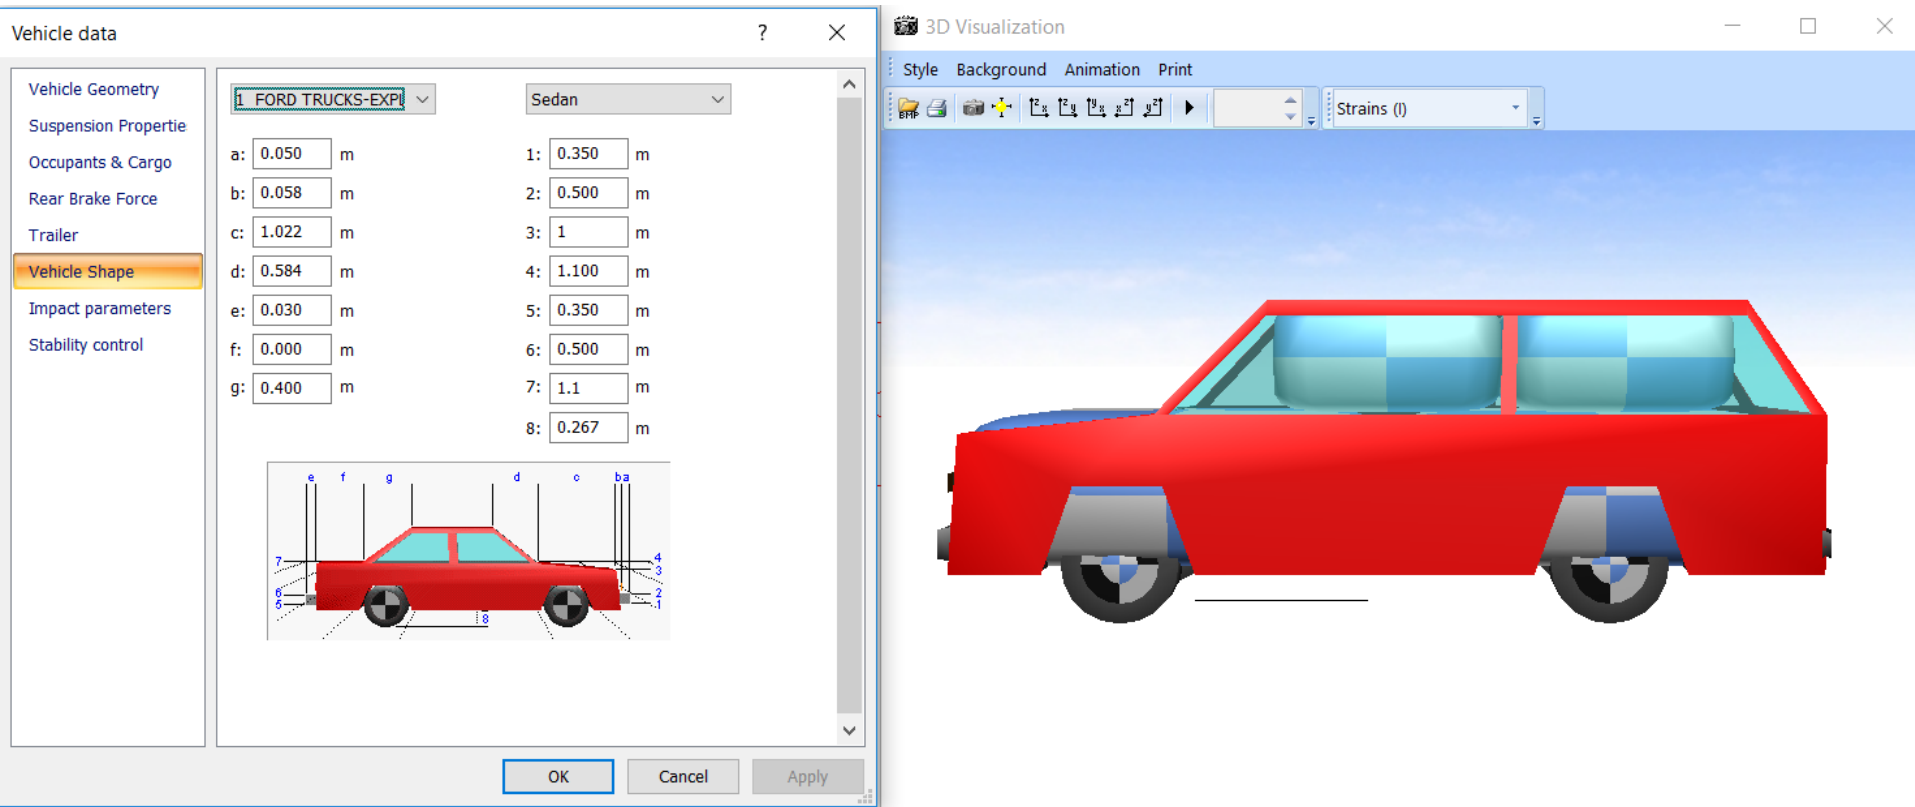 Vehicle data
?
Vehicle Geometry
Suspension Propertie
Occupants & Cargo
Rear Brake Force
Trailer
Vehicle Shape
Impact parameters
Stability control
1 FORD TRUCKS-EXPL
Sedan
a: 0.050 m
b: 0.058 m
c: 1.022 m
d: 0.584 m
e: 0.030 m
f: 0.000 m
g: 0.400 m
1: 0.350 m
2: 0.500 m
3: 1 m
4: 1.100 m
5: 0.350 m
6: 0.500 m
7: 1.1 m
8: 0.267 m
e f g d c b a
7 4
3
6 2
5 1
8
OK Cancel Apply
3D Visualization
Style Background Animation Print
BMP z x z y y x x z y z Strains (l)